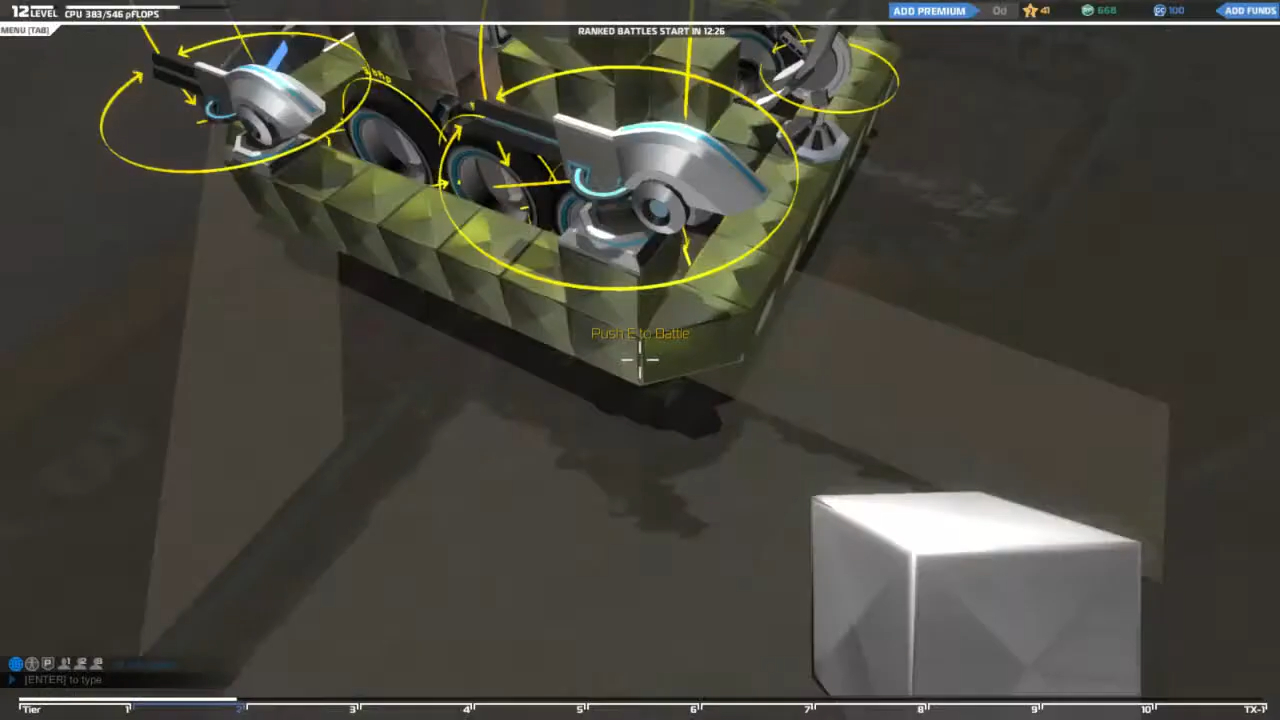 12 LEVEL CPU 383/546 pFLOPS
ADD PREMIUM 0d 41 668 GC 100 ADD FUNDS
MENU [TAB]
RANKED BATTLES START IN 12:26
Push E to Battle
P
[ENTER] to type
Tier 1 2 3 4 5 6 7 8 9 10 TX-1